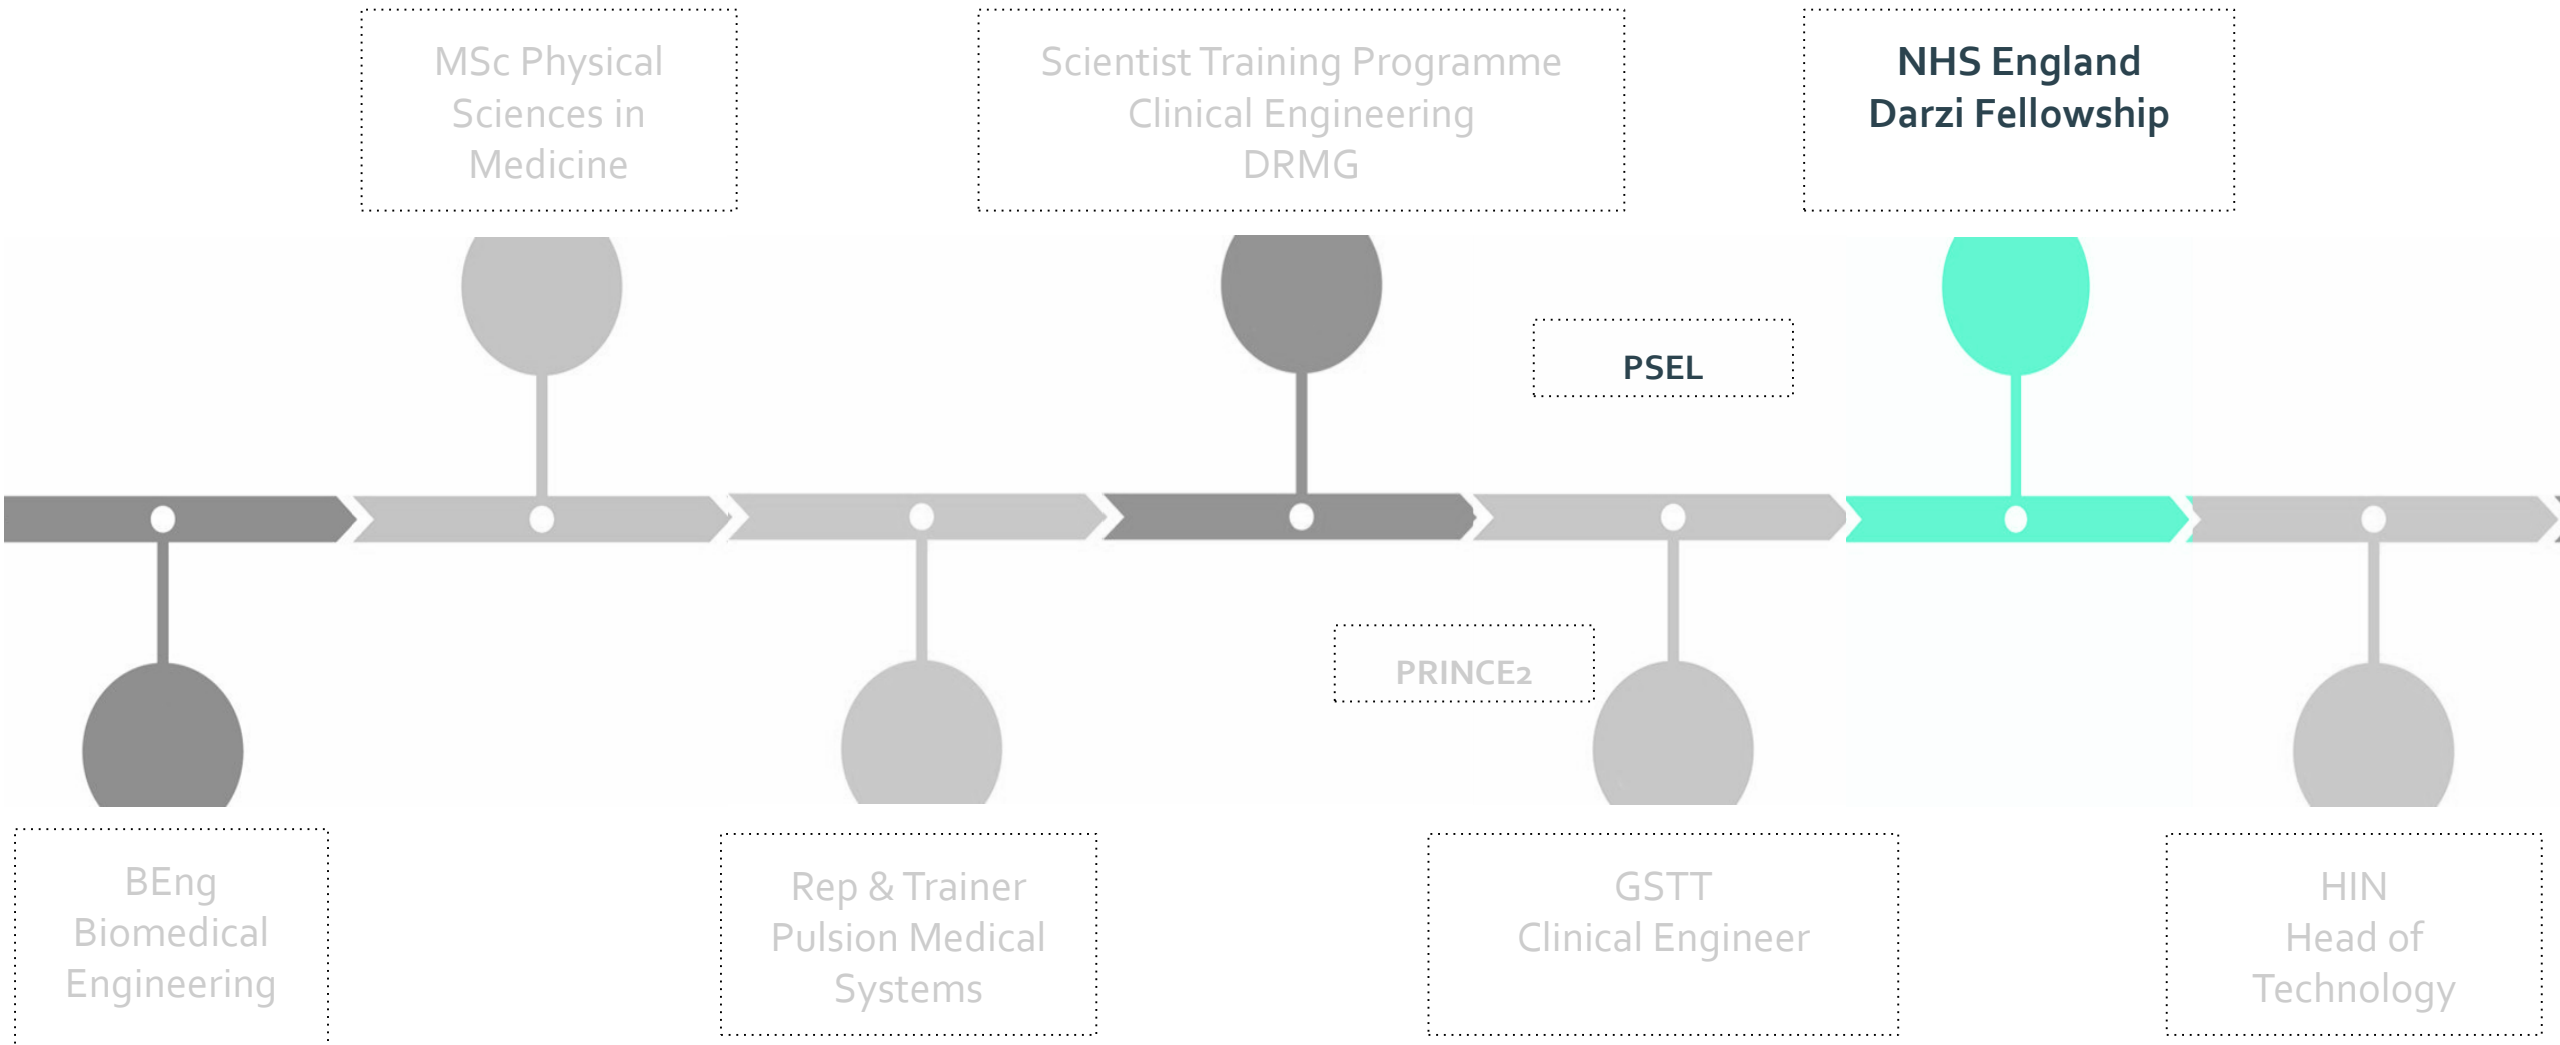 MSc Physical
Sciences in
Medicine
Scientist Training Programme
Clinical Engineering
DRMG
NHS England
Darzi Fellowship
PSEL
PRINCE2
BEng
Biomedical
Engineering
Rep & Trainer
Pulsion Medical
Systems
GSTT
Clinical Engineer
HIN
Head of
Technology